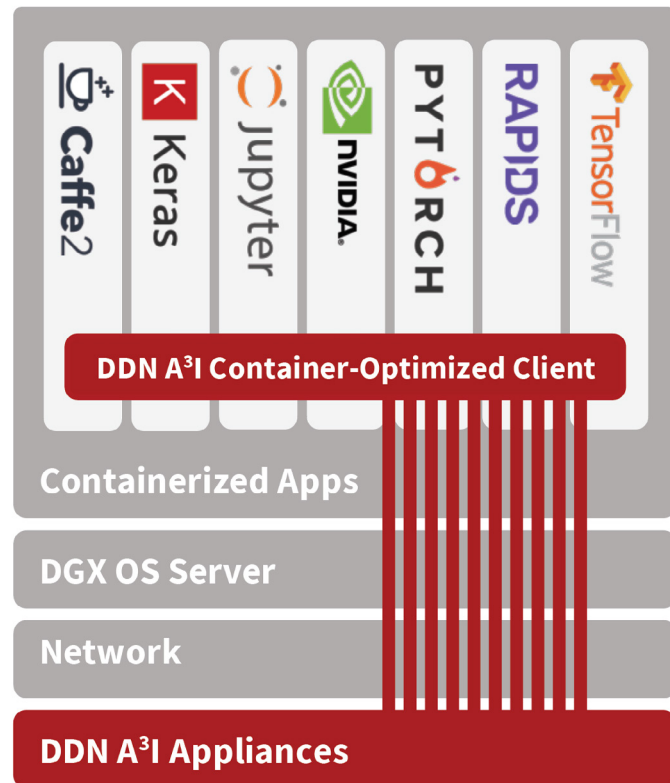 Caffe2
K Keras
Jupyter
NVIDIA.
PYTORCH
RAPIDS
TensorFlow
DDN A³I Container-Optimized Client
Containerized Apps
DGX OS Server
Network
DDN A³I Appliances